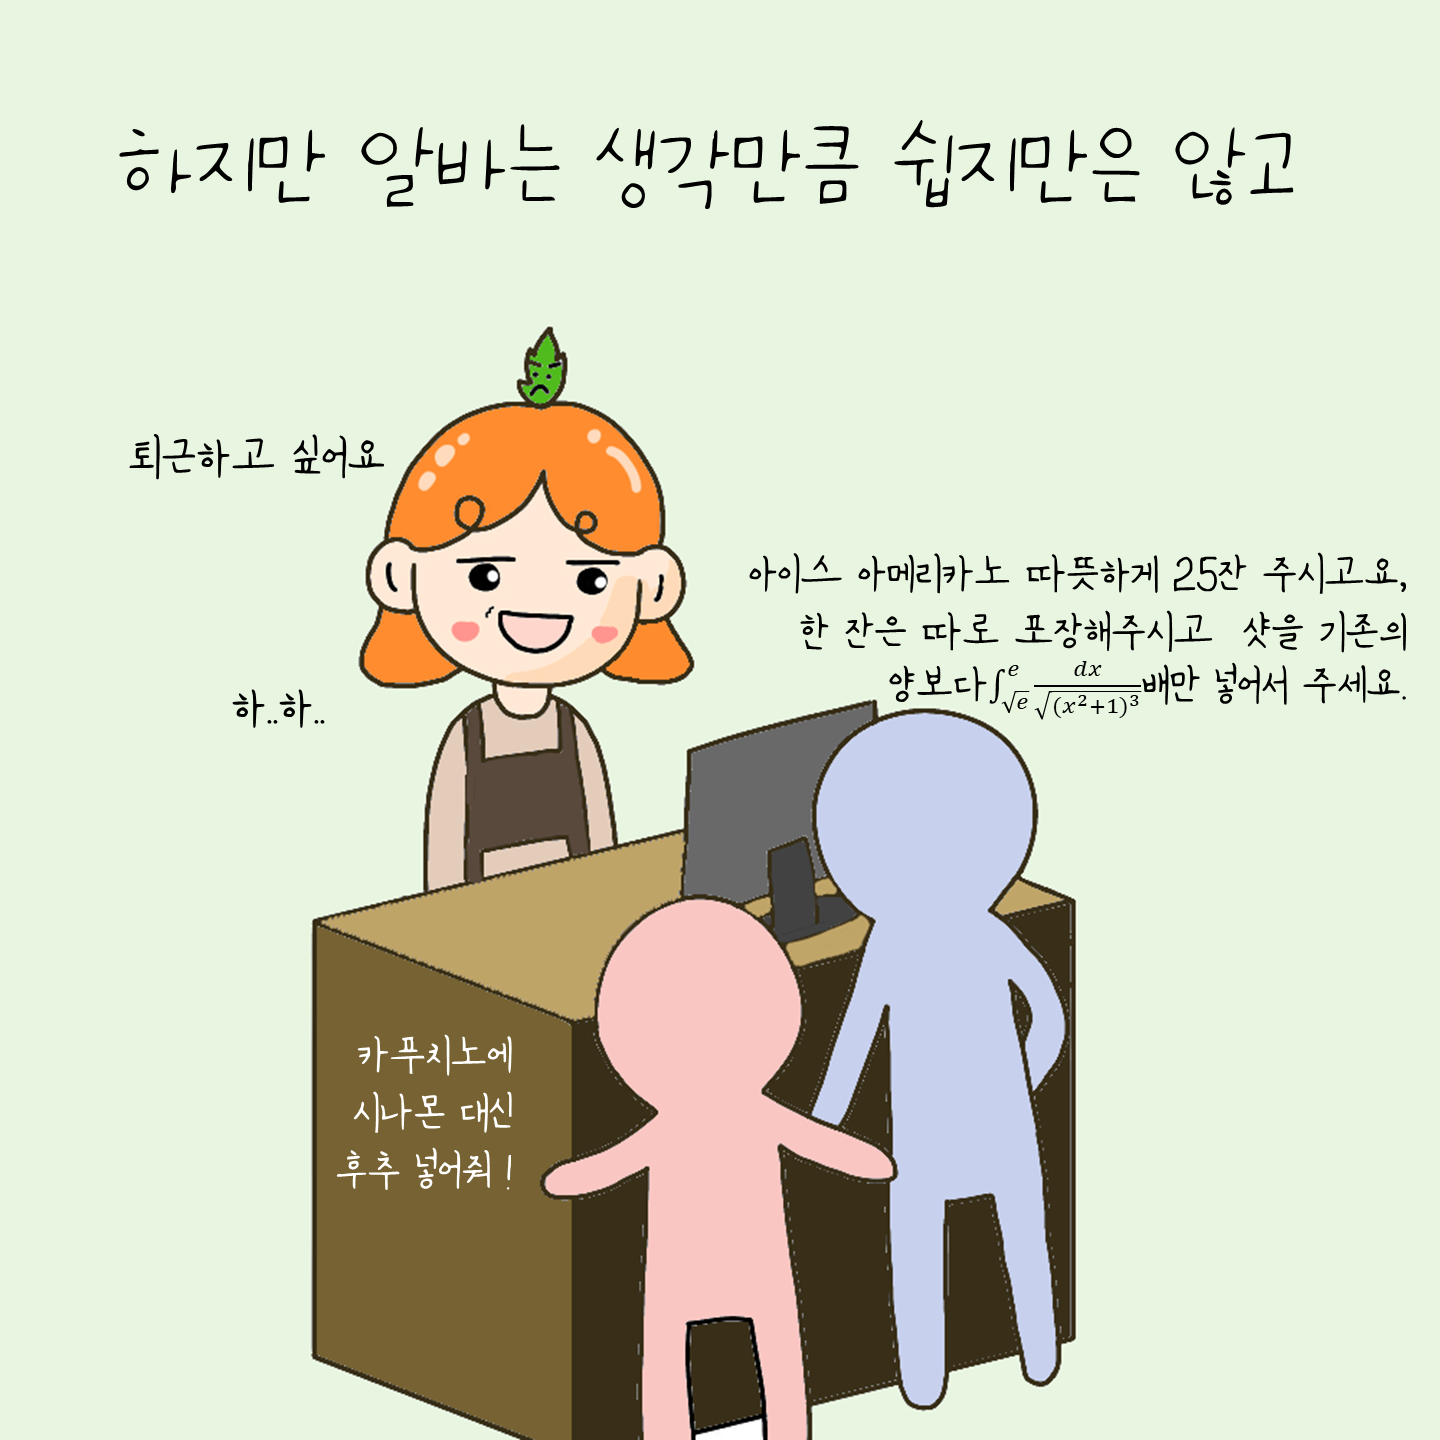 하지만 알바는 생각만큼 쉽지만은 않고
퇴근하고 싶어요
아이스 아메리카노 따뜻하게 25잔 주시고요,
한 잔은 따로 포장해주시고 샷을 기존의
양보다 ∫_{√e}^{e} dx/√((x²+1)³) 배만 넣어서 주세요.
하..하..
카푸치노에
시나몬 대신
후추 넣어줘!